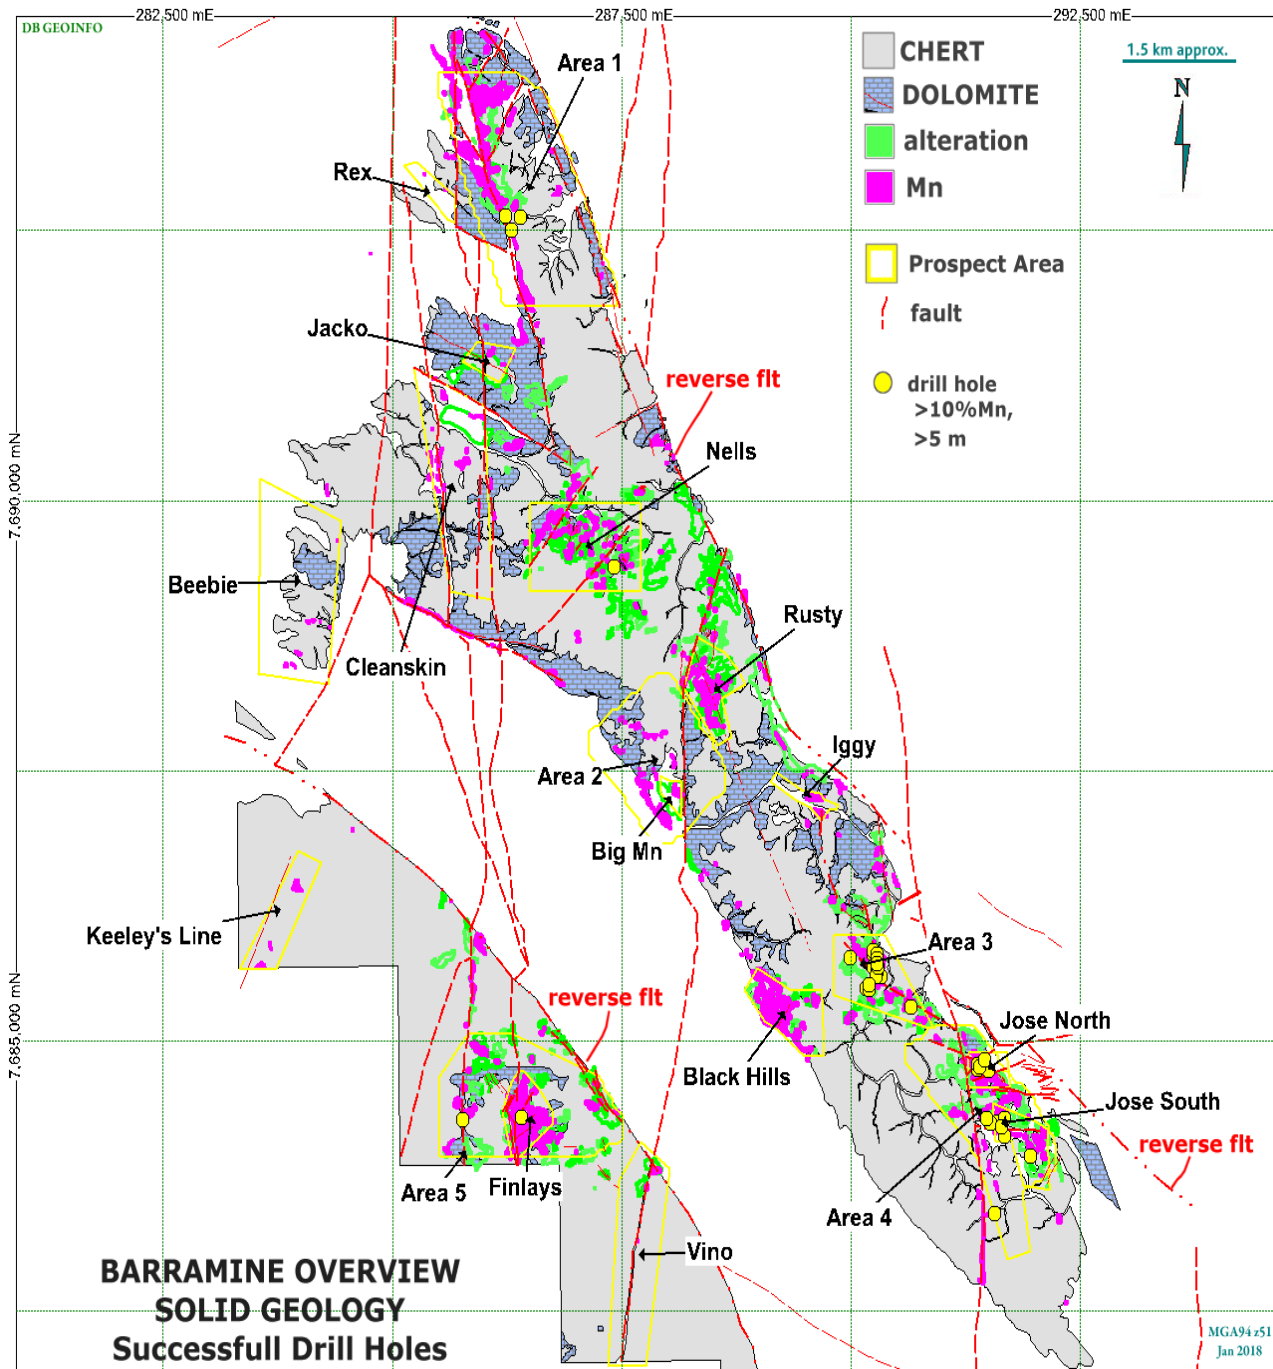 282,500 mE
287,500 mE
292,500 mE
DB GEOINFO
CHERT
DOLOMITE
alteration
Mn
Prospect Area
fault
drill hole
>10%Mn,
>5 m
1.5 km approx.
N
Area 1
Rex
Jacko
reverse flt
Nells
7,690,000 mN
Beebie
Cleanskin
Rusty
Iggy
Area 2
Big Mn
Keeley's Line
Area 3
reverse flt
7,685,000 mN
Jose North
Black Hills
Jose South
reverse flt
Area 5
Finlays
Area 4
Vino
BARRAMINE OVERVIEW
SOLID GEOLOGY
Successfull Drill Holes
MGA94 z51
Jan 2018